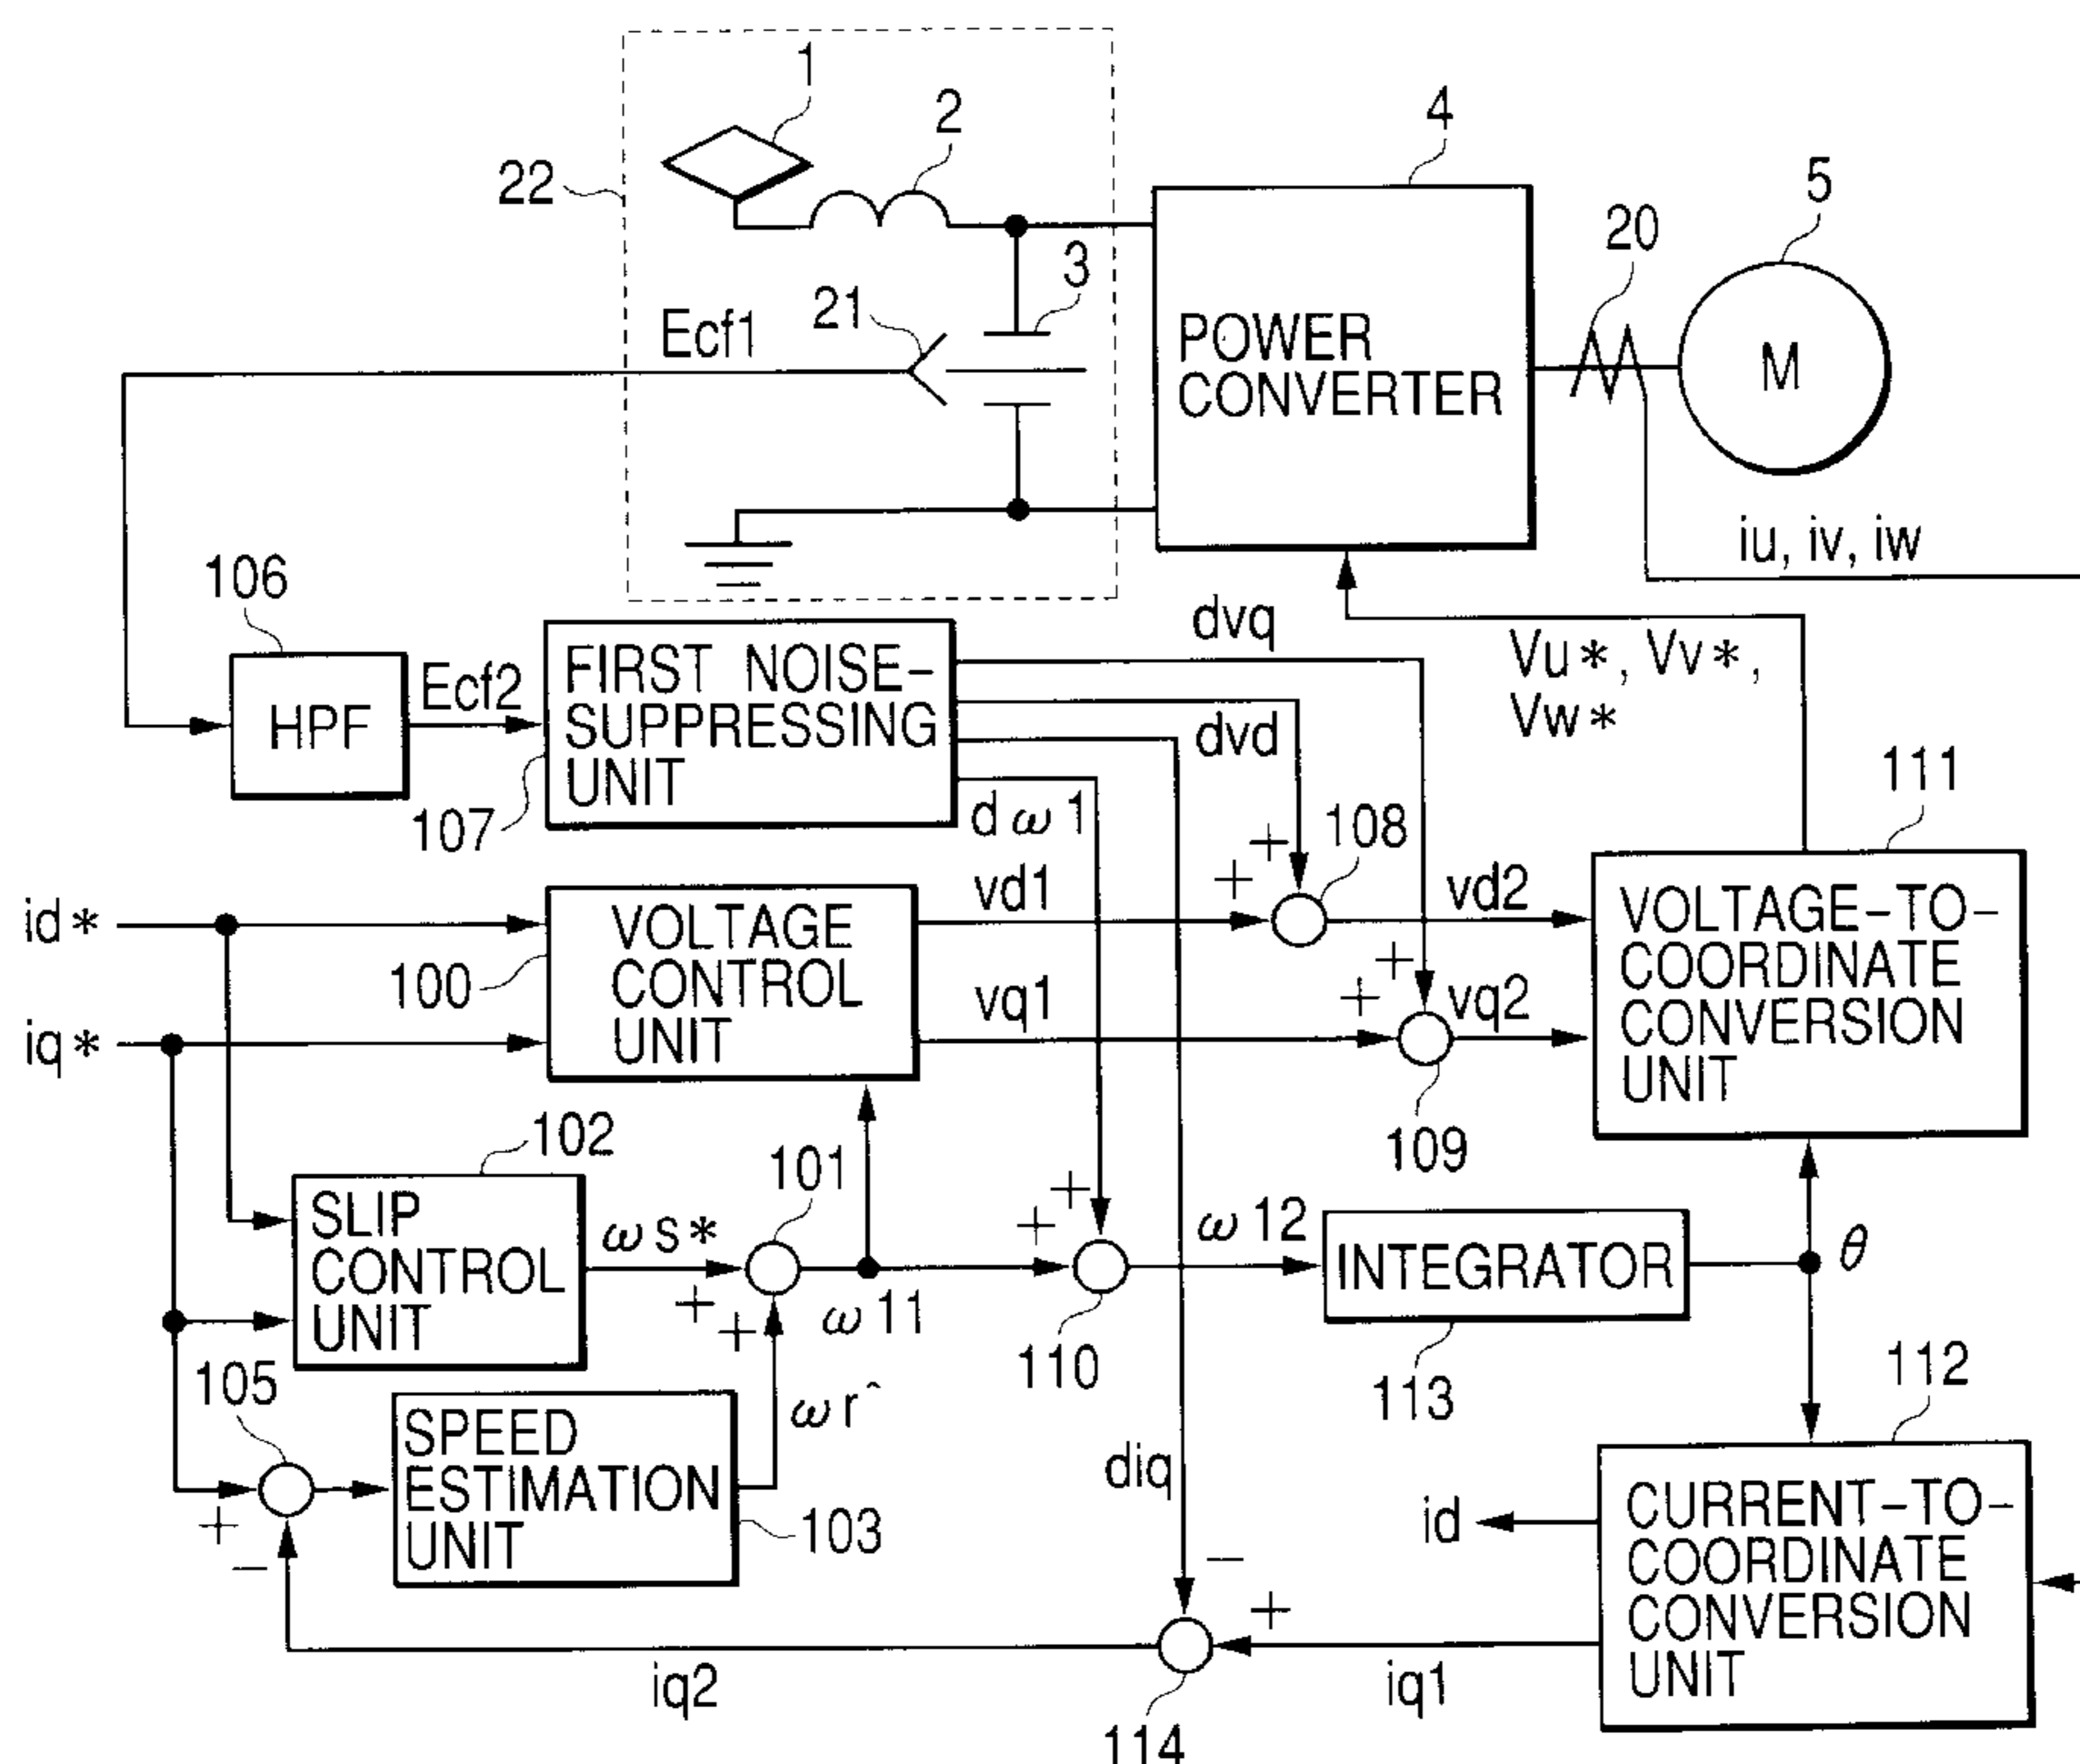 1
2
4
22
5
20
3
21
Ecf1
POWER
CONVERTER
M
iu, iv, iw
106
dvq
Vu*, Vv*,
Vw*
HPF
Ecf2
FIRST NOISE-
SUPPRESSING
UNIT
dvd
107
dω1
108
111
+
+
id*
VOLTAGE
CONTROL
UNIT
vd1
vd2
VOLTAGE-TO-
COORDINATE
CONVERSION
UNIT
100
+
+
iq*
vq1
vq2
109
102
101
SLIP
CONTROL
UNIT
ωs*
+
+
+
+
ω11
ω12
INTEGRATOR
θ
110
113
112
105
ωrˆ
SPEED
ESTIMATION
UNIT
103
diq
id
CURRENT-TO-
COORDINATE
CONVERSION
UNIT
+
−
−
+
iq2
iq1
114